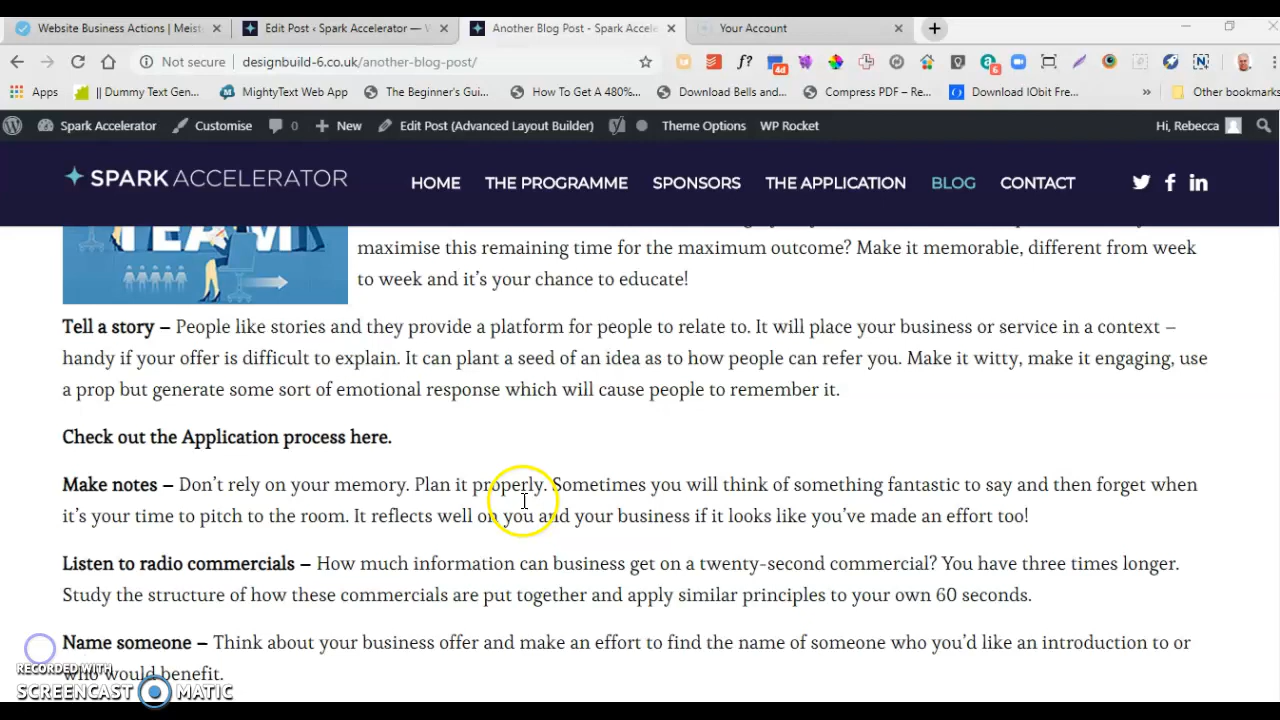 Website Business Actions | Meist
Edit Post ‹ Spark Accelerator — W
Another Blog Post - Spark Accele
Your Account
Not secure
designbuild-6.co.uk/another-blog-post/
f?
4d
6
Apps
|| Dummy Text Gen...
MightyText Web App
The Beginner's Gui...
How To Get A 480%...
Download Bells and...
Compress PDF – Re...
Download IObit Fre...
»
Other bookmarks
Spark Accelerator
Customise
0
New
Edit Post (Advanced Layout Builder)
Theme Options
WP Rocket
Hi, Rebecca
SPARK ACCELERATOR
HOME
THE PROGRAMME
SPONSORS
THE APPLICATION
BLOG
CONTACT
TEAM
maximise this remaining time for the maximum outcome? Make it memorable, different from week
to week and it's your chance to educate!
Tell a story – People like stories and they provide a platform for people to relate to. It will place your business or service in a context –
handy if your offer is difficult to explain. It can plant a seed of an idea as to how people can refer you. Make it witty, make it engaging, use
a prop but generate some sort of emotional response which will cause people to remember it.
Check out the Application process here.
Make notes – Don't rely on your memory. Plan it properly. Sometimes you will think of something fantastic to say and then forget when
it's your time to pitch to the room. It reflects well on you and your business if it looks like you've made an effort too!
Listen to radio commercials – How much information can business get on a twenty-second commercial? You have three times longer.
Study the structure of how these commercials are put together and apply similar principles to your own 60 seconds.
Name someone – Think about your business offer and make an effort to find the name of someone who you'd like an introduction to or
who would benefit.
RECORDED WITH
SCREENCAST MATIC